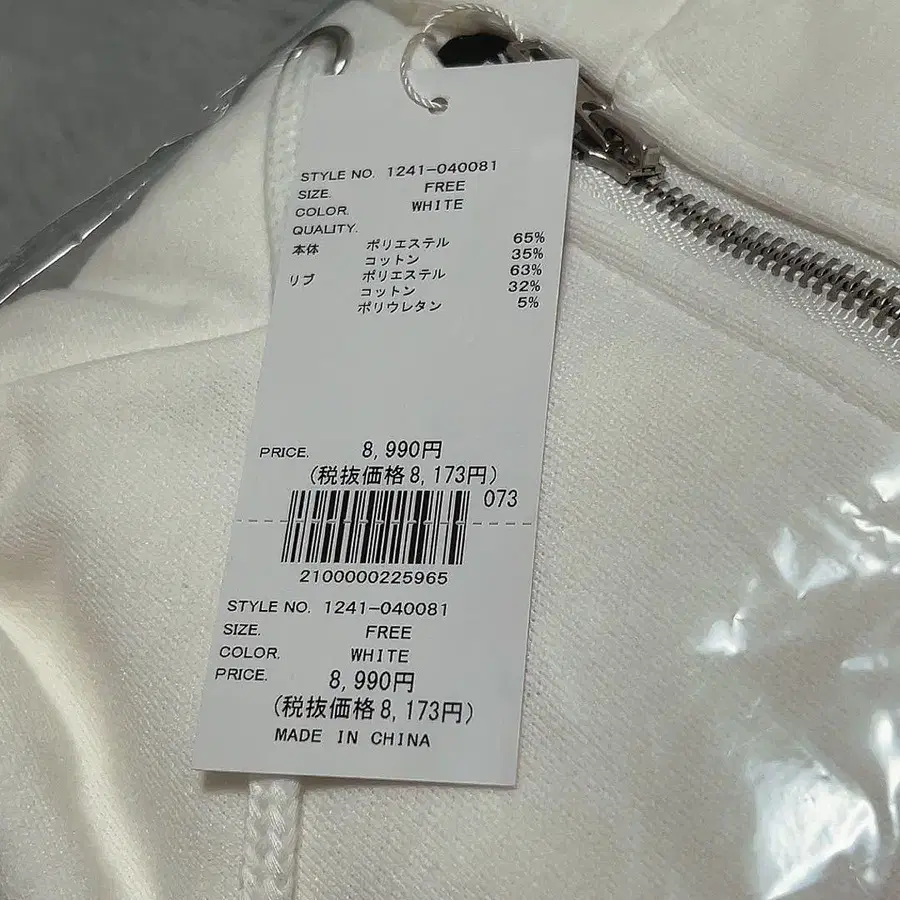 STYLE NO. 1241-040081
SIZE. FREE
COLOR. WHITE
QUALITY.
本体 ポリエステル 65%
コットン 35%
リブ ポリエステル 63%
コットン 32%
ポリウレタン 5%
PRICE. 8,990円
(税抜価格8,173円)
073
2100000225965
STYLE NO. 1241-040081
SIZE. FREE
COLOR. WHITE
PRICE. 8,990円
(税抜価格8,173円)
MADE IN CHINA